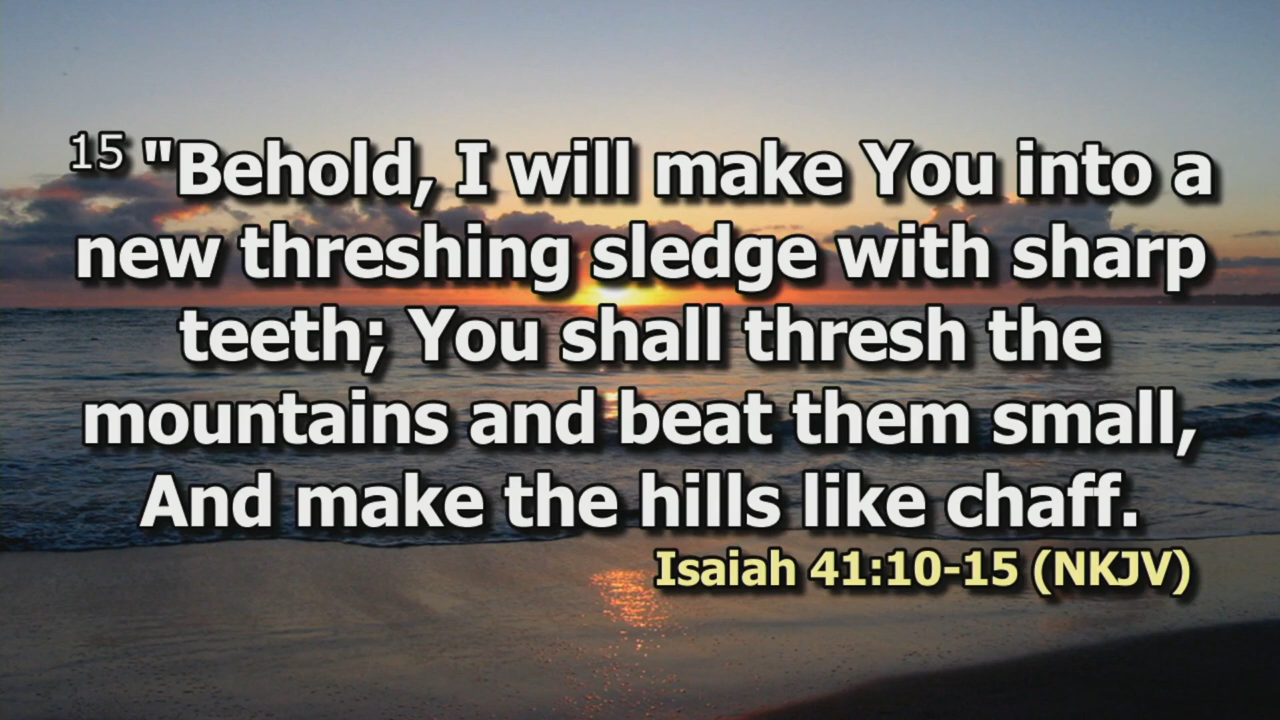 15 "Behold, I will make You into a
new threshing sledge with sharp
teeth; You shall thresh the
mountains and beat them small,
And make the hills like chaff.
Isaiah 41:10-15 (NKJV)